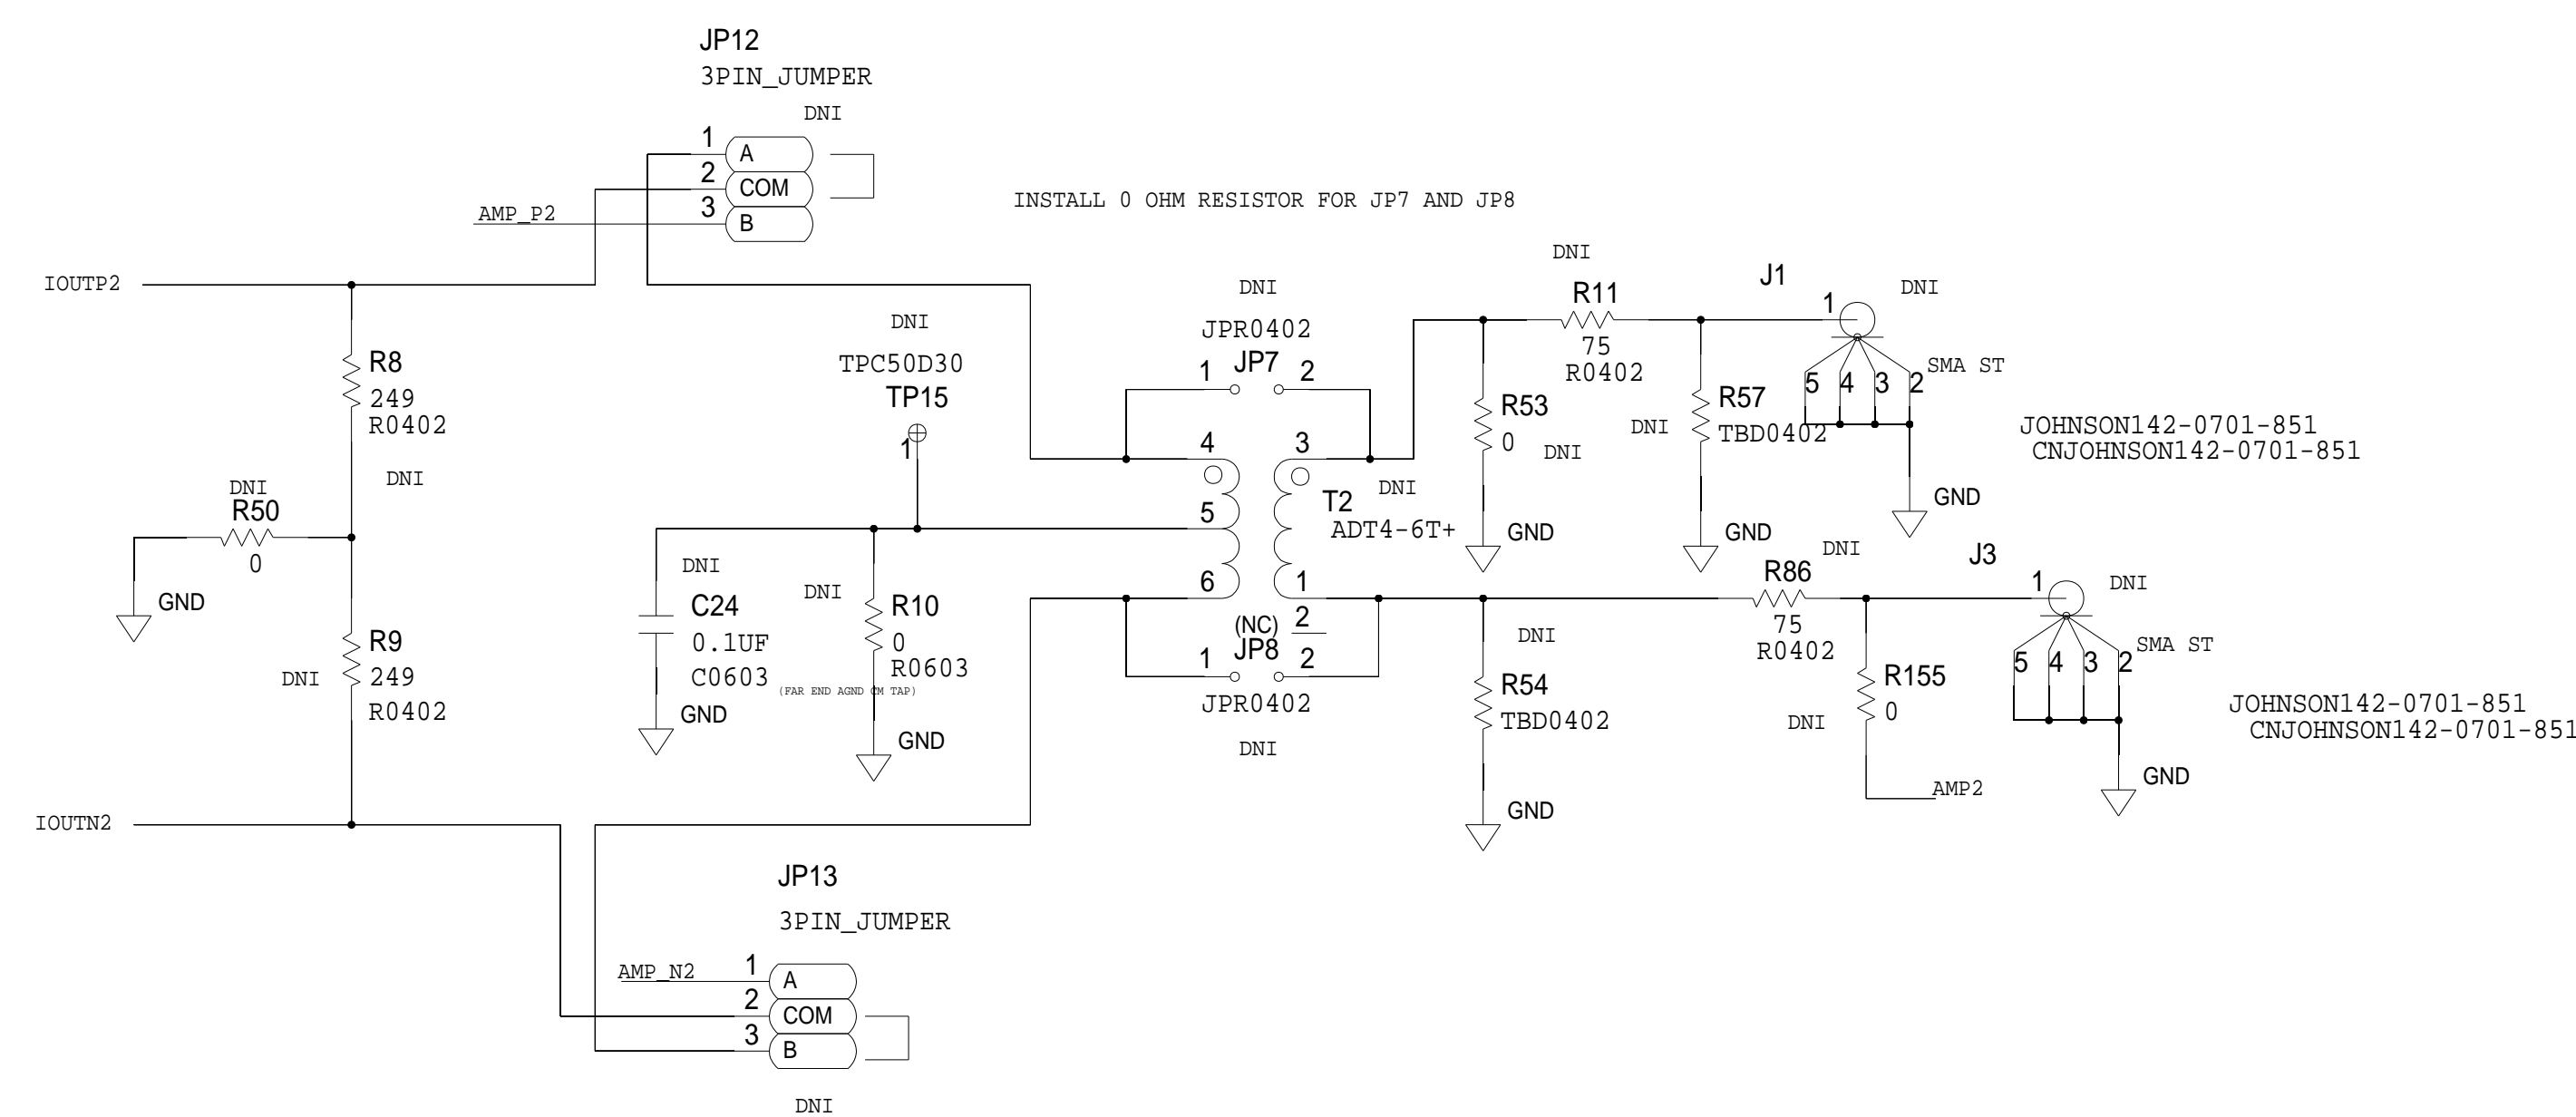 JP12
3PIN_JUMPER
DNI
1
A
2
COM
3
B
AMP_P2
INSTALL 0 OHM RESISTOR FOR JP7 AND JP8
IOUTP2
R8
249
R0402
DNI
DNI
R50
0
GND
R9
249
R0402
DNI
IOUTN2
DNI
TPC50D30
TP15
1
DNI
C24
0.1UF
C0603
GND
DNI
R10
0
R0603
(FAR END AGND CM TAP)
GND
DNI
JPR0402
JP7
1
2
4
5
6
3
1
2
(NC)
T2
DNI
ADT4-6T+
JP8
1
2
JPR0402
DNI
R53
0
DNI
GND
DNI
R11
75
R0402
R57
DNI
TBD0402
GND
J1
1
DNI
SMA ST
5
4
3
2
GND
JOHNSON142-0701-851
CNJOHNSON142-0701-851
DNI
R54
TBD0402
GND
DNI
R86
75
R0402
R155
0
DNI
AMP2
J3
1
DNI
SMA ST
5
4
3
2
GND
JOHNSON142-0701-851
CNJOHNSON142-0701-851
JP13
3PIN_JUMPER
AMP_N2
1
A
2
COM
3
B
DNI